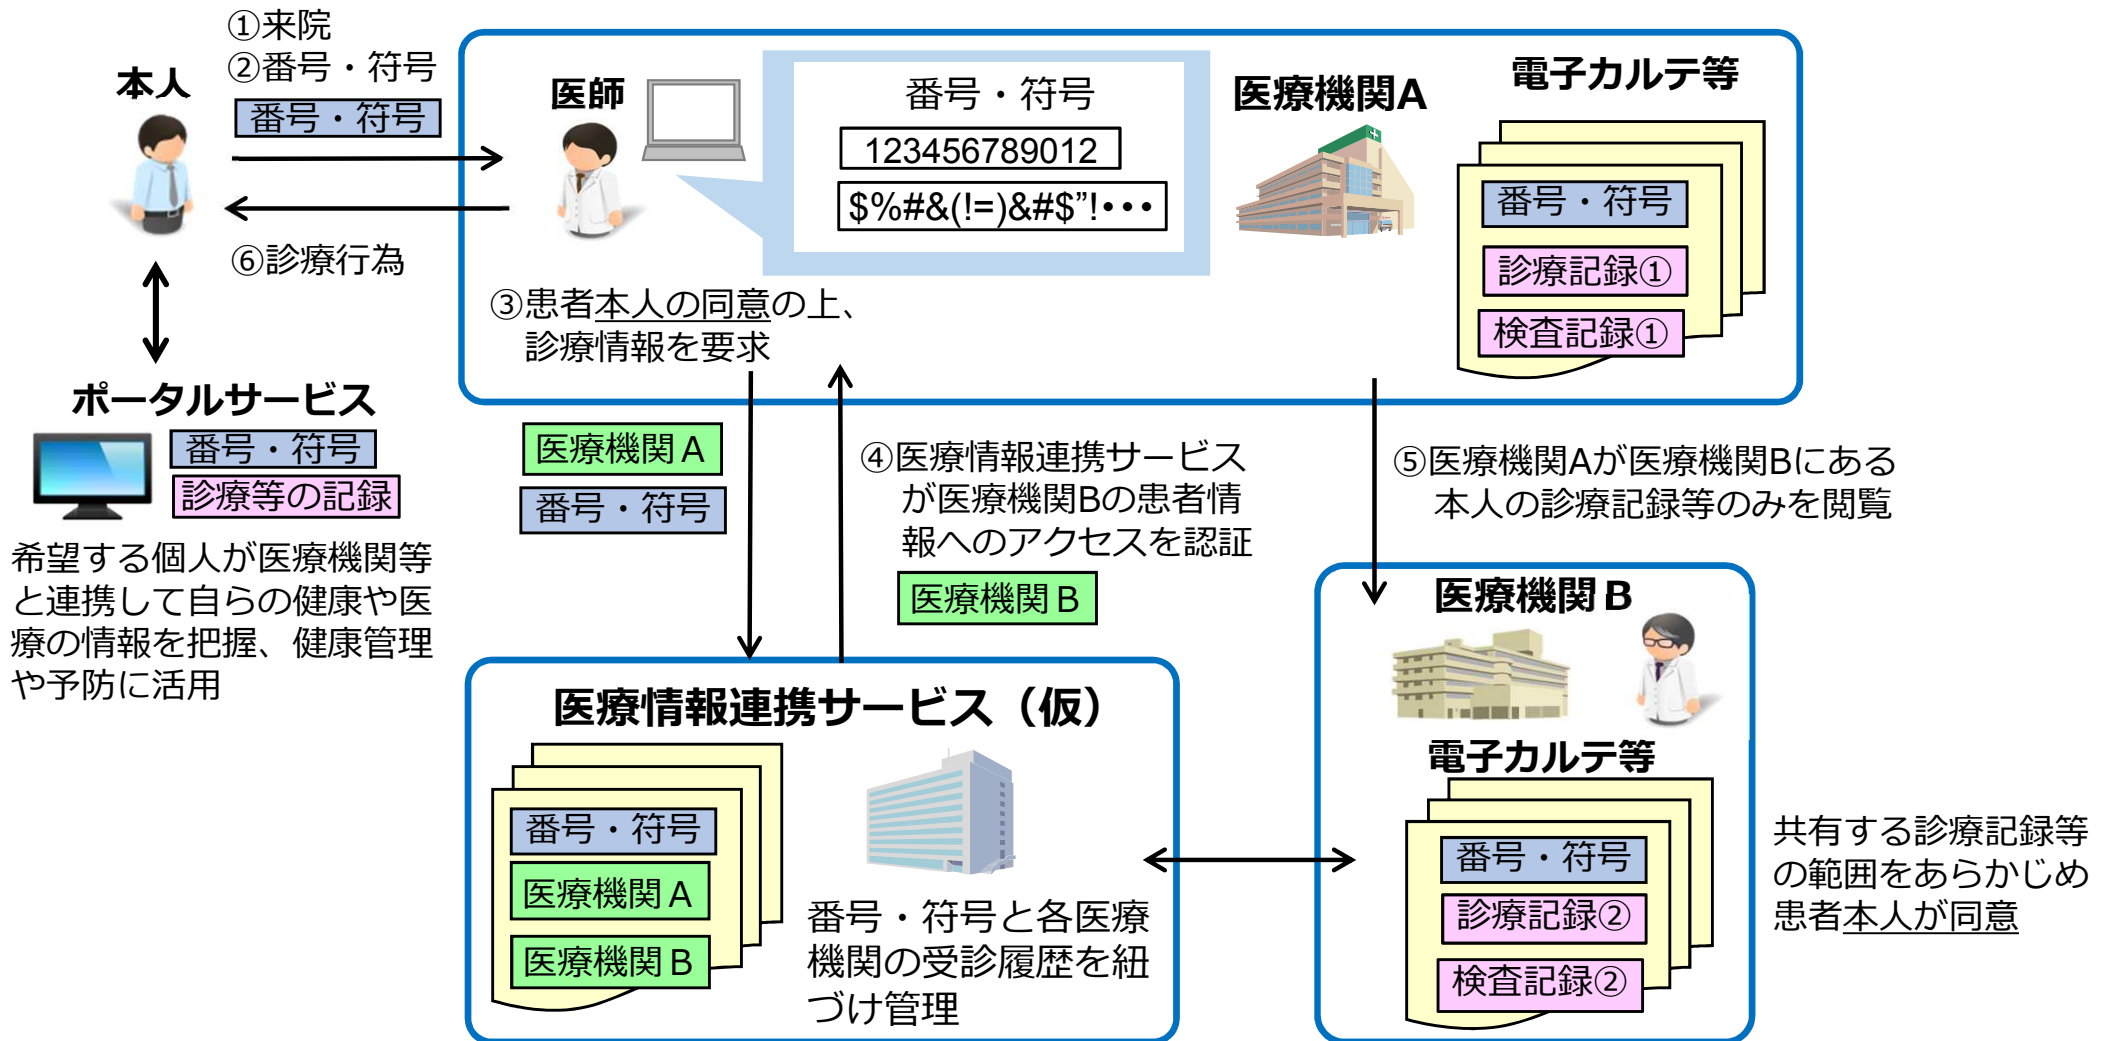 ①来院
②番号・符号
番号・符号
本人
⑥診療行為
医師
番号・符号
123456789012
$%#&(!=)&#$”!・・・
医療機関A
電子カルテ等
番号・符号
診療記録①
検査記録①
③患者本人の同意の上、
診療情報を要求
ポータルサービス
番号・符号
診療等の記録
希望する個人が医療機関等
と連携して自らの健康や医
療の情報を把握、健康管理
や予防に活用
医療機関A
番号・符号
④医療情報連携サービス
が医療機関Bの患者情
報へのアクセスを認証
医療機関B
⑤医療機関Aが医療機関Bにある
本人の診療記録等のみを閲覧
医療情報連携サービス（仮）
番号・符号
医療機関A
医療機関B
番号・符号と各医療
機関の受診履歴を紐
づけ管理
医療機関B
電子カルテ等
番号・符号
診療記録②
検査記録②
共有する診療記録等
の範囲をあらかじめ
患者本人が同意